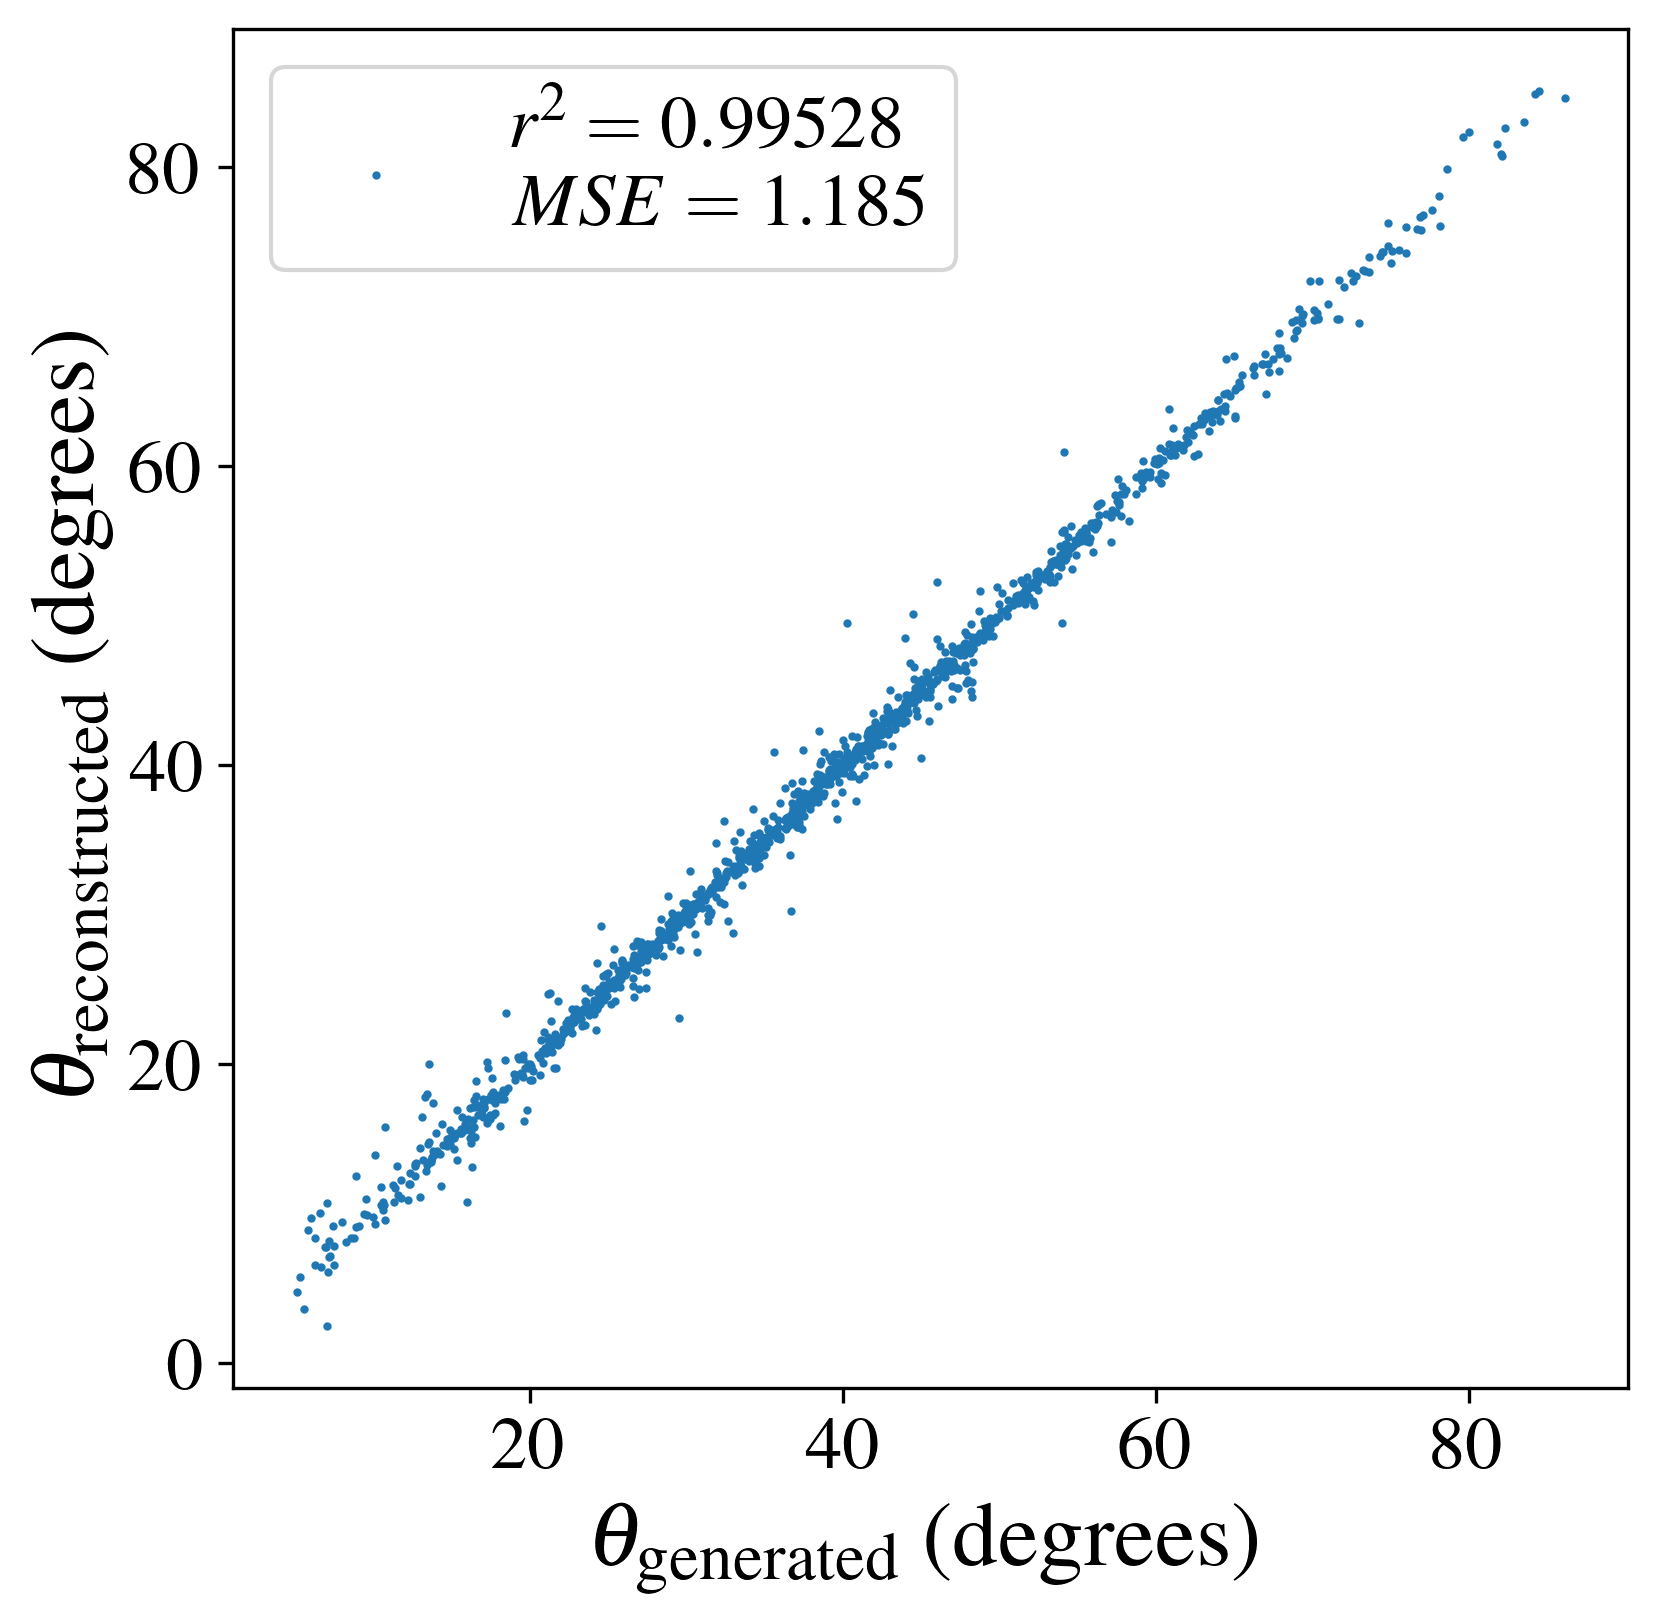 r² = 0.99528
MSE = 1.185
80
60
40
20
0
θreconstructed (degrees)
20 40 60 80
θgenerated (degrees)